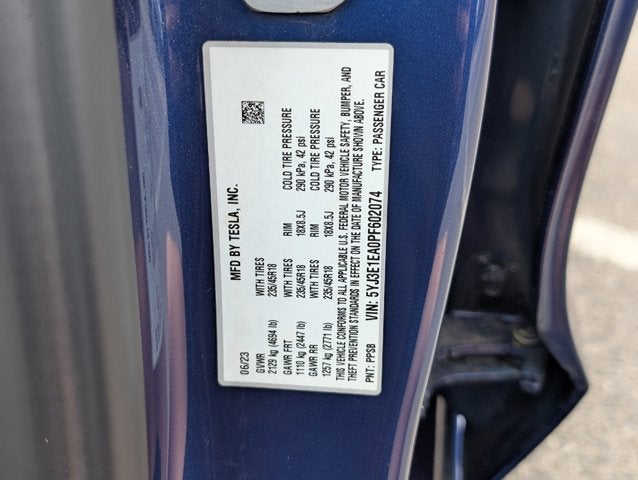 MFD BY TESLA, INC.
06/23
GVWR WITH TIRES RIM COLD TIRE PRESSURE
2129 kg (4694 lb) 235/45R18 18X8.5J 290 kPa, 42 psi
GAWR FRT WITH TIRES RIM COLD TIRE PRESSURE
1110 kg (2447 lb) 235/45R18 18X8.5J 290 kPa, 42 psi
GAWR RR
1257 kg (2771 lb)
THIS VEHICLE CONFORMS TO ALL APPLICABLE U.S. FEDERAL MOTOR VEHICLE SAFETY, BUMPER, AND
THEFT PREVENTION STANDARDS IN EFFECT ON THE DATE OF MANUFACTURE SHOWN ABOVE.
VIN: 5YJ3E1EA0PF602074
PNT: PPSB TYPE: PASSENGER CAR